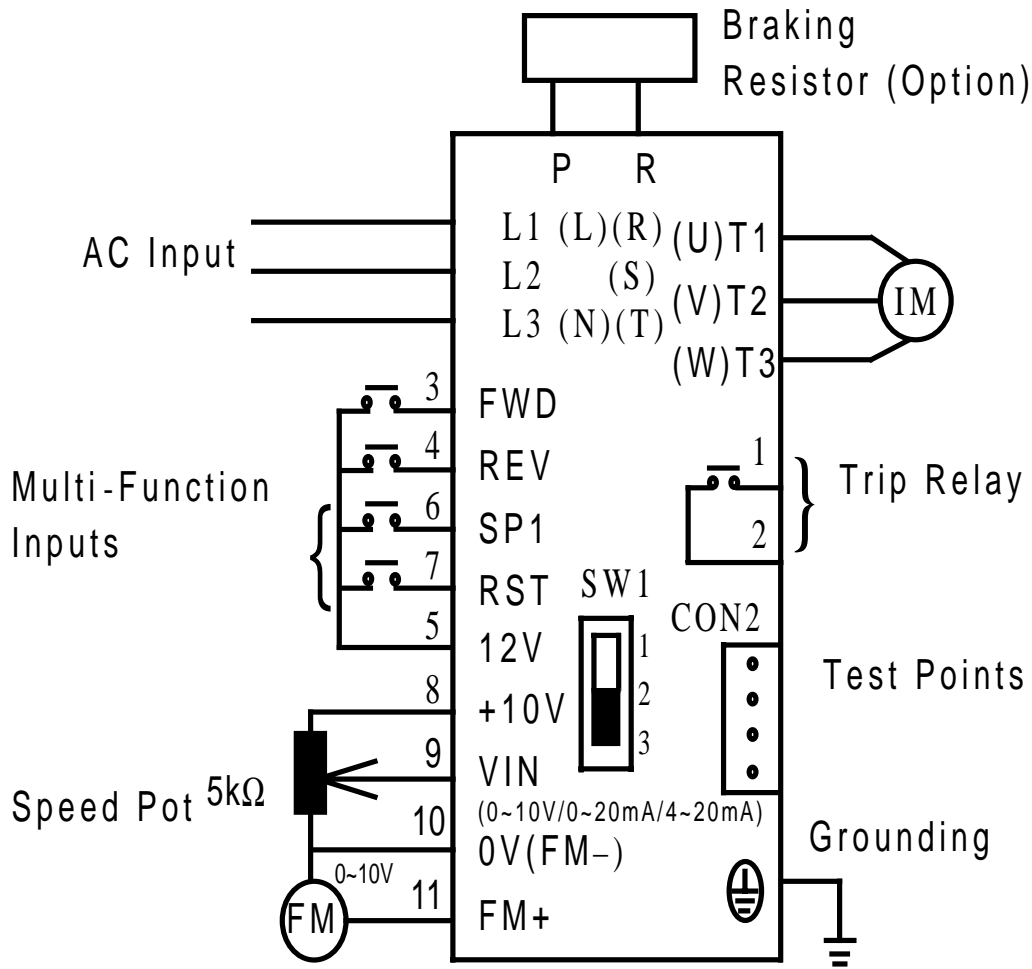 Braking
Resistor (Option)
P R
AC Input
L1 (L)(R)
L2 (S)
L3 (N)(T)
(U)T1
(V)T2
(W)T3
IM
Multi-Function
Inputs
3 FWD
4 REV
6 SP1
7 RST
5 12V
1
2
Trip Relay
SW1
1
2
3
CON2
Test Points
Speed Pot 5kΩ
8 +10V
9 VIN
(0~10V/0~20mA/4~20mA)
10 0V(FM−)
0~10V
FM
11 FM+
Grounding